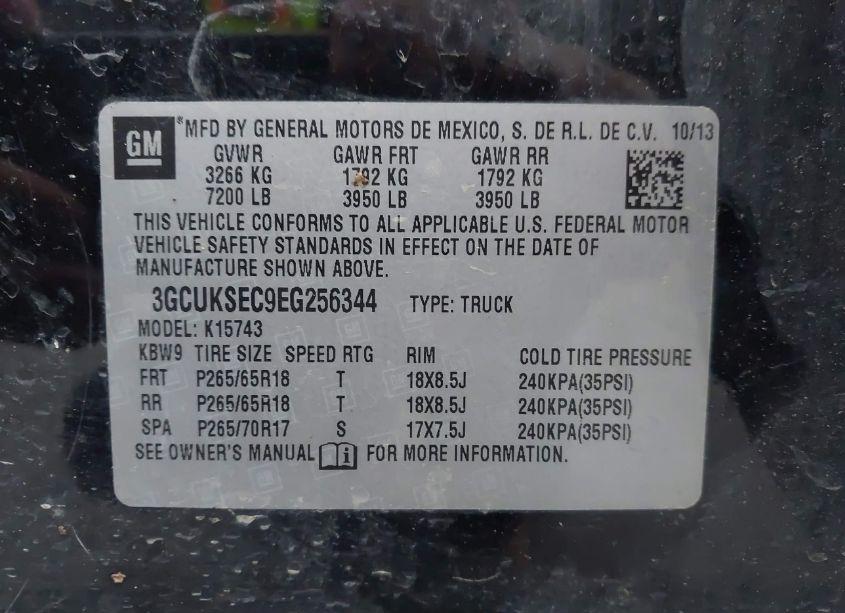 GM
*MFD BY GENERAL MOTORS DE MEXICO, S. DE R.L. DE C.V. 10/13
GVWR GAWR FRT GAWR RR
3266 KG 1792 KG 1792 KG
7200 LB 3950 LB 3950 LB
THIS VEHICLE CONFORMS TO ALL APPLICABLE U.S. FEDERAL MOTOR
VEHICLE SAFETY STANDARDS IN EFFECT ON THE DATE OF
MANUFACTURE SHOWN ABOVE.
3GCUKSEC9EG256344 TYPE: TRUCK
MODEL: K15743
KBW9 TIRE SIZE SPEED RTG RIM COLD TIRE PRESSURE
FRT P265/65R18 T 18X8.5J 240KPA(35PSI)
RR P265/65R18 T 18X8.5J 240KPA(35PSI)
SPA P265/70R17 S 17X7.5J 240KPA(35PSI)
SEE OWNER'S MANUAL FOR MORE INFORMATION.